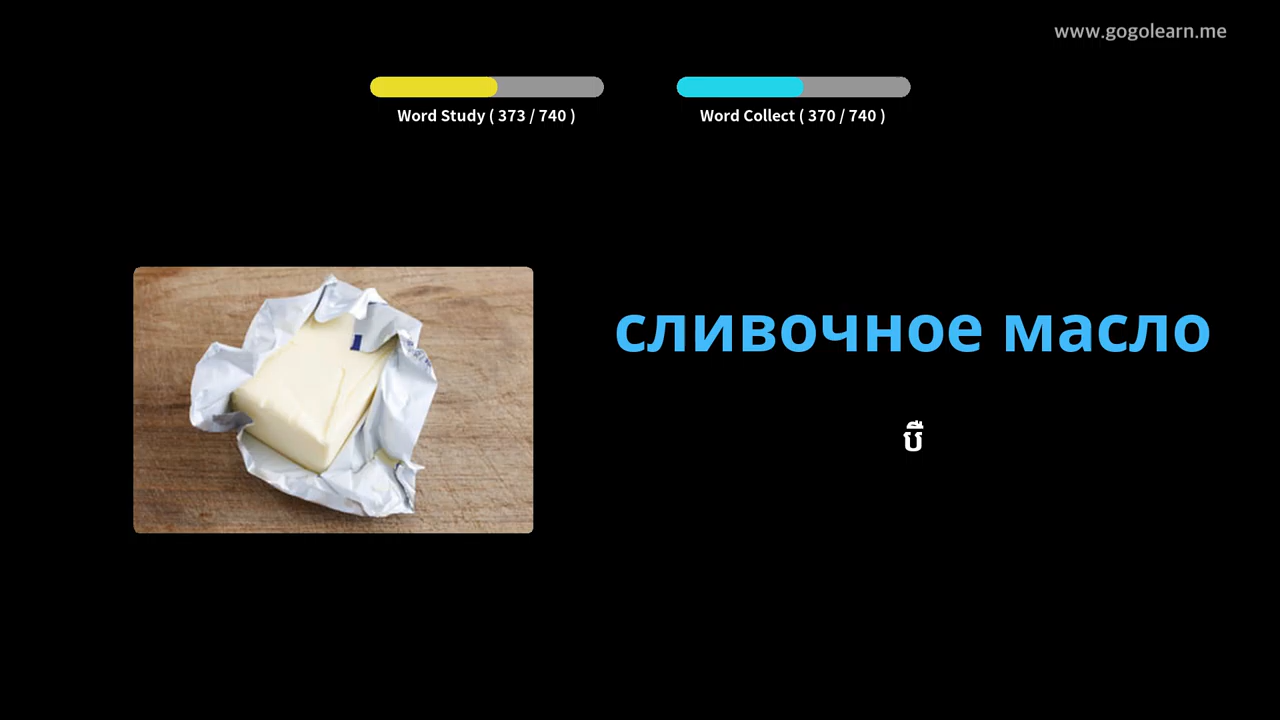 www.gogolearn.me
Word Study ( 373 / 740 )
Word Collect ( 370 / 740 )
сливочное масло
ប៊ឺ